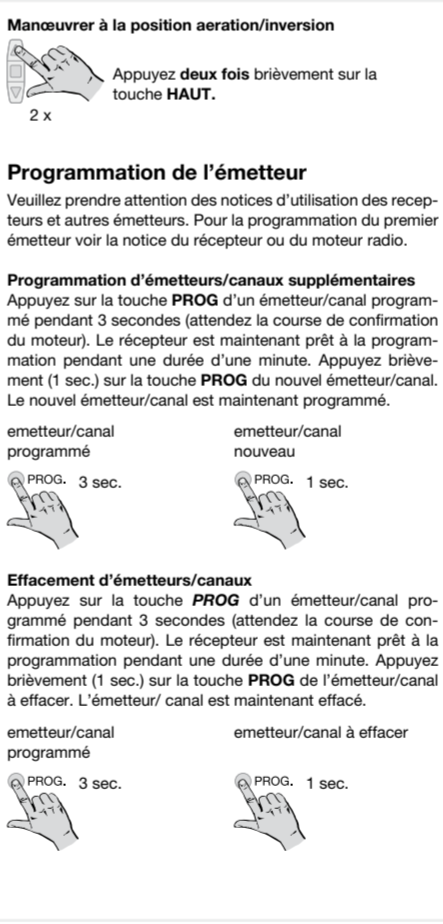 Manœuvrer à la position aeration/inversion
Appuyez deux fois brièvement sur la
touche HAUT.
2 x
Programmation de l'émetteur
Veuillez prendre attention des notices d'utilisation des recep-
teurs et autres émetteurs. Pour la programmation du premier
émetteur voir la notice du récepteur ou du moteur radio.
Programmation d'émetteurs/canaux supplémentaires
Appuyez sur la touche PROG d'un émetteur/canal program-
mé pendant 3 secondes (attendez la course de confirmation
du moteur). Le récepteur est maintenant prêt à la program-
mation pendant une durée d'une minute. Appuyez briève-
ment (1 sec.) sur la touche PROG du nouvel émetteur/canal.
Le nouvel émetteur/canal est maintenant programmé.
emetteur/canal
programmé
PROG. 3 sec.
emetteur/canal
nouveau
PROG. 1 sec.
Effacement d'émetteurs/canaux
Appuyez sur la touche PROG d'un émetteur/canal pro-
grammé pendant 3 secondes (attendez la course de con-
firmation du moteur). Le récepteur est maintenant prêt à la
programmation pendant une durée d'une minute. Appuyez
brièvement (1 sec.) sur la touche PROG de l'émetteur/canal
à effacer. L'émetteur/ canal est maintenant effacé.
emetteur/canal
programmé
PROG. 3 sec.
emetteur/canal à effacer
PROG. 1 sec.